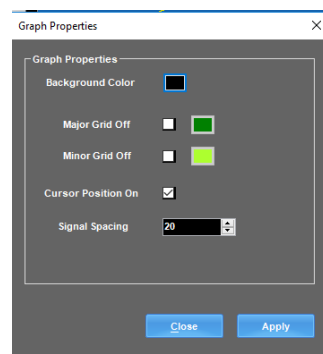 Graph Properties
Graph Properties
Background Color
Major Grid Off
Minor Grid Off
Cursor Position On
Signal Spacing 20
Close Apply